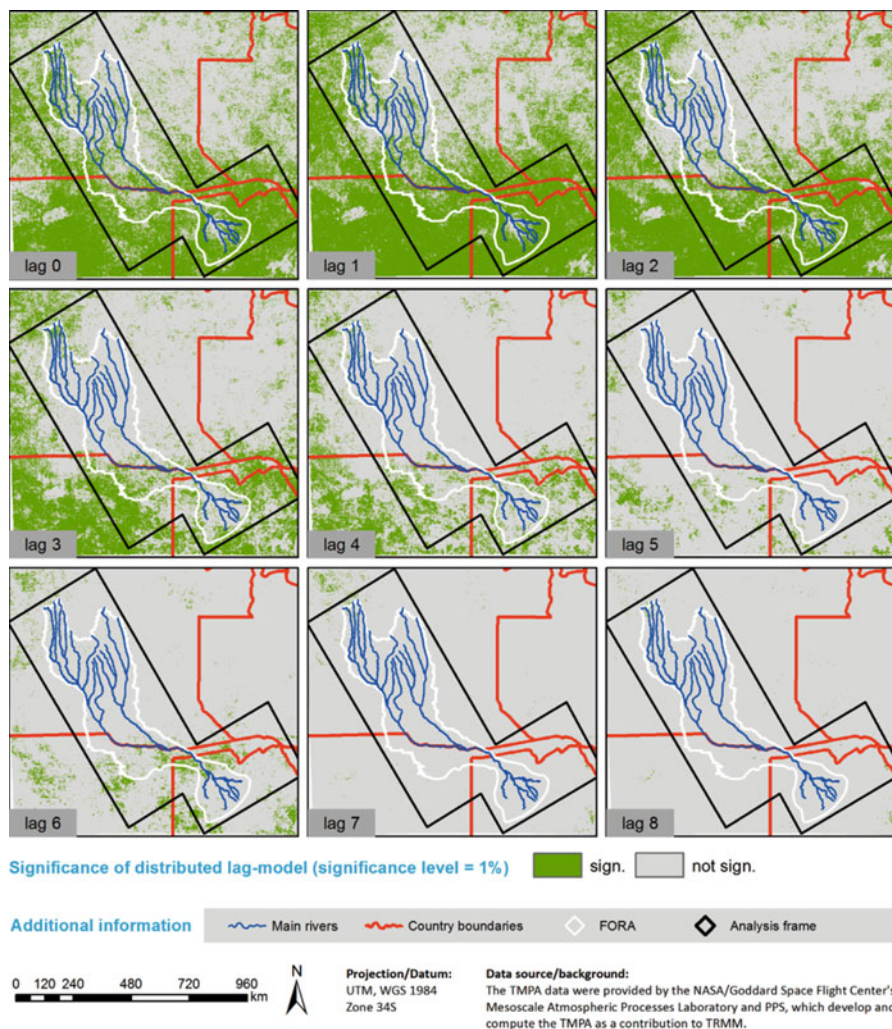 lag 0
lag 1
lag 2
lag 3
lag 4
lag 5
lag 6
lag 7
lag 8
Significance of distributed lag-model (significance level = 1%)
sign.
not sign.
Additional information
Main rivers
Country boundaries
FORA
Analysis frame
0 120 240 480 720 960
km
N
Projection/Datum:
UTM, WGS 1984
Zone 34S
Data source/background:
The TMPA data were provided by the NASA/Goddard Space Flight Center's
Mesoscale Atmospheric Processes Laboratory and PPS, which develop and
compute the TMPA as a contribution to TRMM.